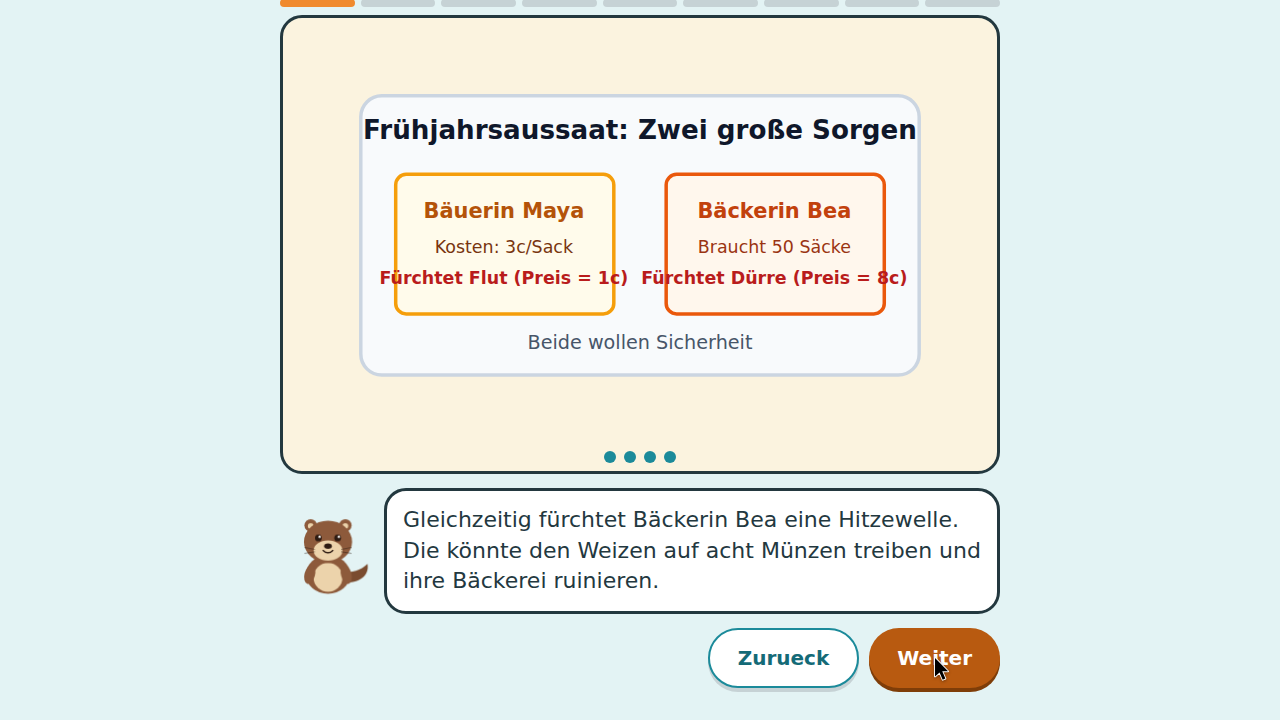 Frühjahrsaussaat: Zwei große Sorgen
Bäuerin Maya
Kosten: 3c/Sack
Fürchtet Flut (Preis = 1c)
Bäckerin Bea
Braucht 50 Säcke
Fürchtet Dürre (Preis = 8c)
Beide wollen Sicherheit
Gleichzeitig fürchtet Bäckerin Bea eine Hitzewelle.
Die könnte den Weizen auf acht Münzen treiben und
ihre Bäckerei ruinieren.
Zurueck
Weiter